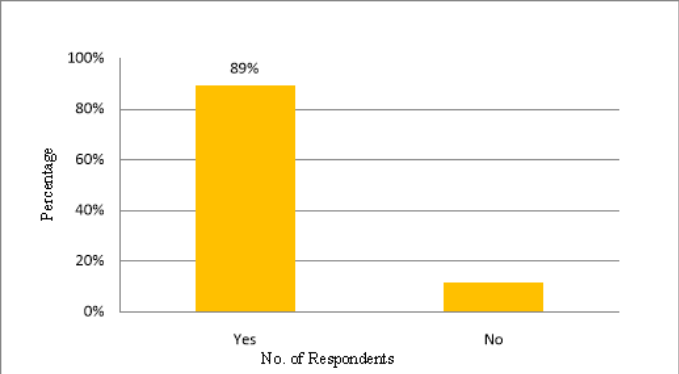 100%
89%
80%
60%
40%
20%
0%
Percentage
Yes
No
No. of Respondents